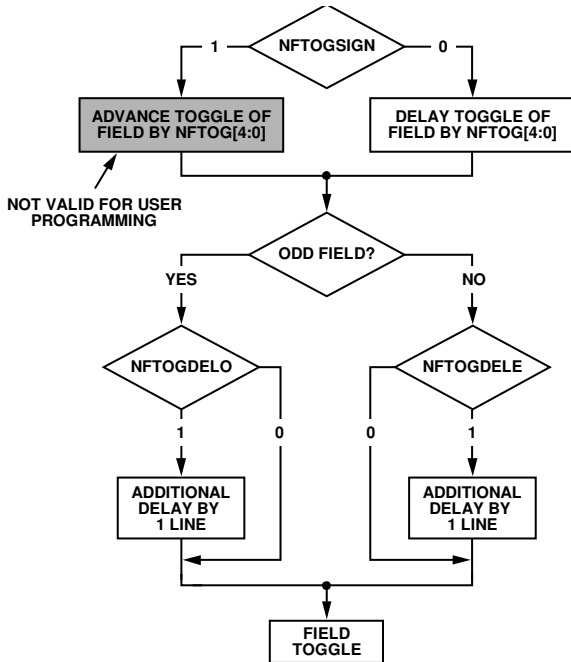 NFTOGSIGN
1
0
ADVANCE TOGGLE OF
FIELD BY NFTOG[4:0]
DELAY TOGGLE OF
FIELD BY NFTOG[4:0]
NOT VALID FOR USER
PROGRAMMING
ODD FIELD?
YES
NO
NFTOGDELO
NFTOGDELE
1
0
0
1
ADDITIONAL
DELAY BY
1 LINE
ADDITIONAL
DELAY BY
1 LINE
FIELD
TOGGLE